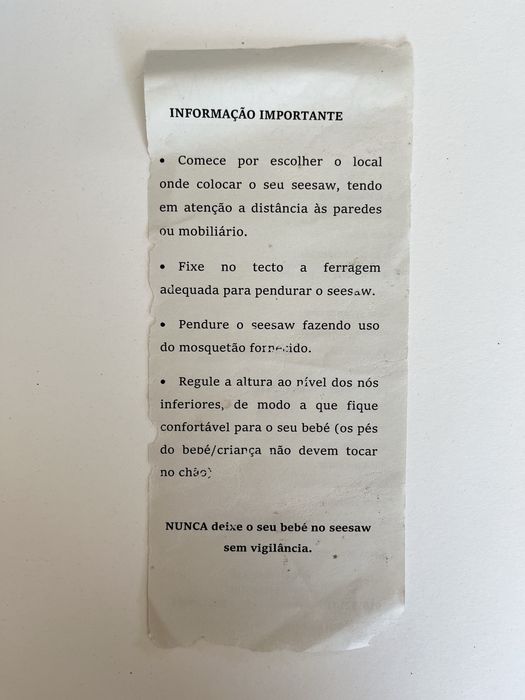 INFORMAÇÃO IMPORTANTE
• Comece por escolher o local
onde colocar o seu seesaw, tendo
em atenção a distância às paredes
ou mobiliário.
• Fixe no tecto a ferragem
adequada para pendurar o seesaw.
• Pendure o seesaw fazendo uso
do mosquetão fornecido.
• Regule a altura ao nível dos nós
inferiores, de modo a que fique
confortável para o seu bebé (os pés
do bebé/criança não devem tocar
no chão)
NUNCA deixe o seu bebé no seesaw
sem vigilância.